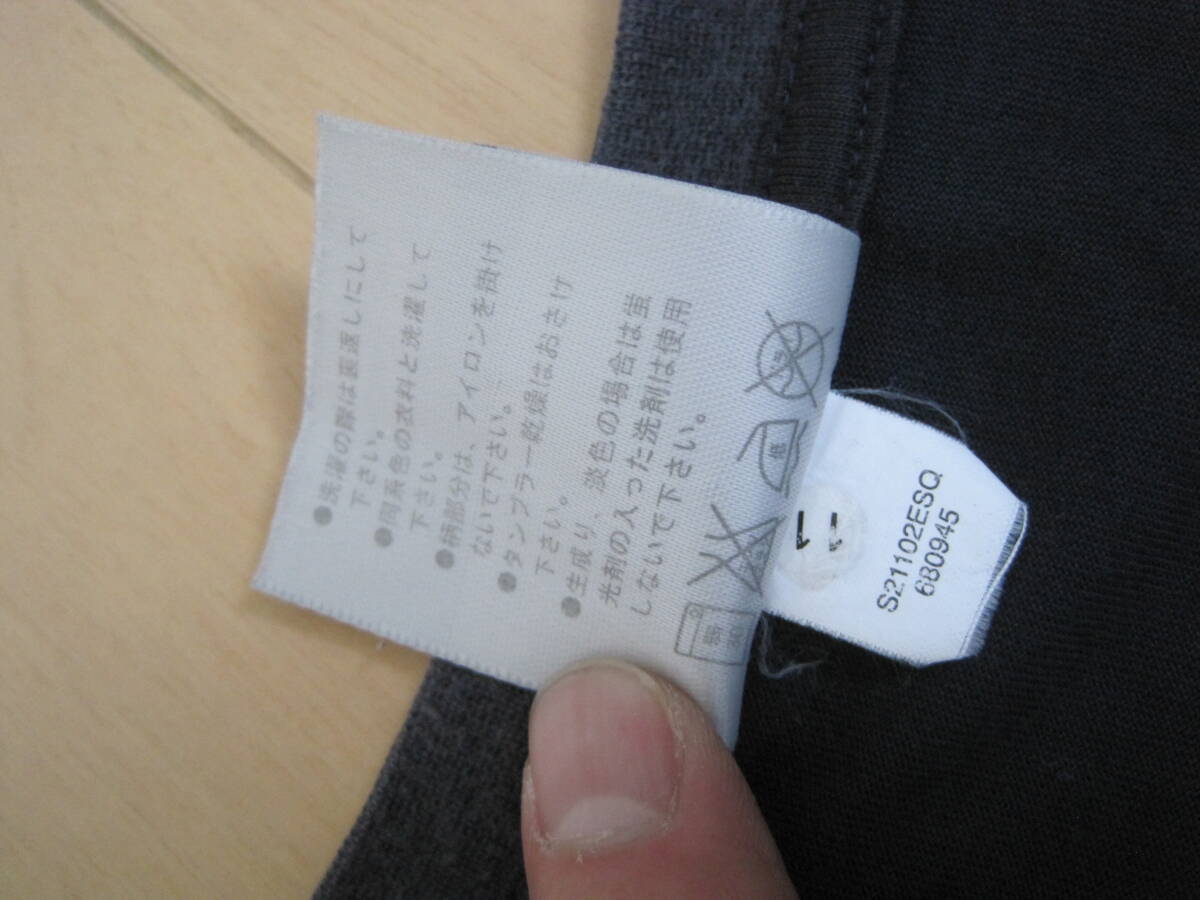 ●洗濯の際は裏返しにして
下さい。
●同系色の衣料と洗濯して
下さい。
●柄部分は、アイロンを掛け
ないで下さい。
●タンブラー乾燥はおさけ
下さい。
●生成り、淡色の場合は蛍
光剤の入った洗剤は使用
しないで下さい。
低
S21102ESQ
680945